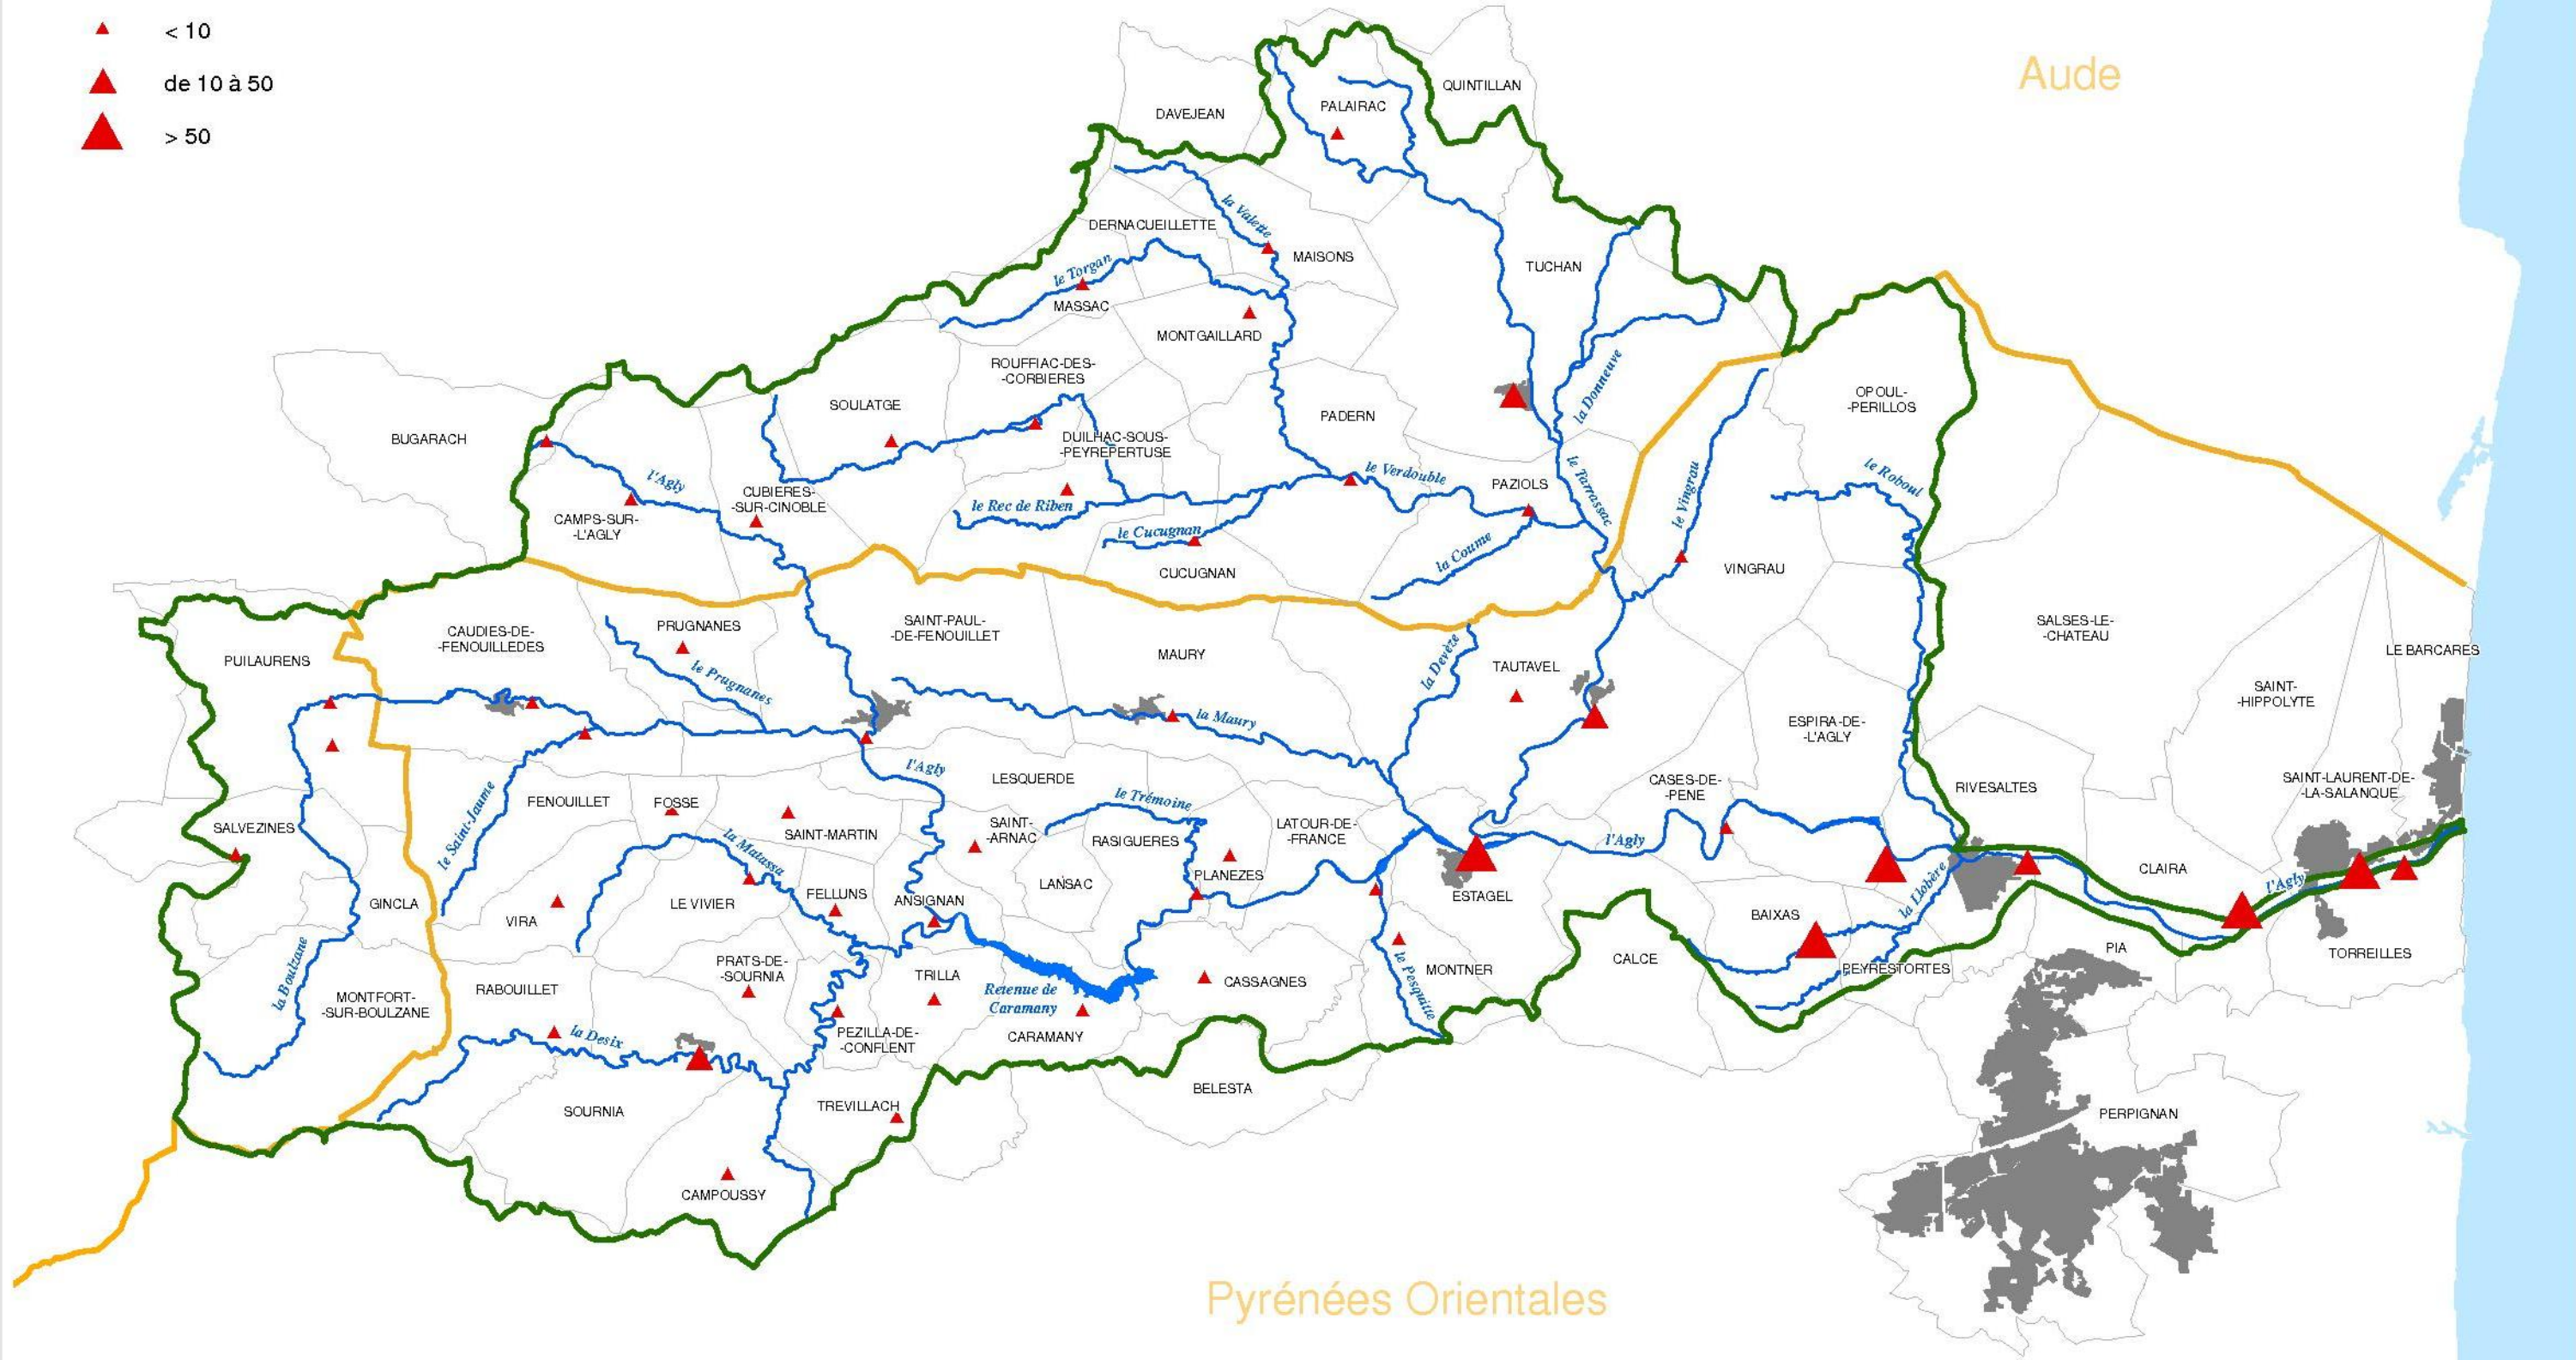 < 10
de 10 à 50
> 50
Aude
QUINTILLAN
PALAIRAC
DAVEJEAN
la Valette
DERNACUEILLETTE
MAISONS
TUCHAN
le Torgan
MASSAC
MONTGAILLARD
ROUFFIAC-DES-
-CORBIERES
la Donneuve
OPOUL-
-PERILLOS
SOULATGE
PADERN
BUGARACH
DUILHAC-SOUS-
-PEYREPERTUSE
l'Agly
le Verdouble
le Tarrassac
le Vingrau
le Roboul
PAZIOLS
CUBIERES-
-SUR-CINOBLE
le Rec de Riben
CAMPS-SUR-
-L'AGLY
le Cucugnan
la Coume
CUCUGNAN
VINGRAU
SALSES-LE-
-CHATEAU
CAUDIES-DE-
-FENOUILLEDES
PRUGNANES
SAINT-PAUL-
-DE-FENOUILLET
MAURY
LE BARCARES
PUILAURENS
la Devèze
TAUTAVEL
le Prugnanes
SAINT-
-HIPPOLYTE
la Maury
ESPIRA-DE-
-L'AGLY
l'Agly
LESQUERDE
CASES-DE-
-PENE
SAINT-LAURENT-DE-
-LA-SALANQUE
RIVESALTES
le Saint-Jaume
FENOUILLET
FOSSE
le Trémoine
SALVEZINES
SAINT-MARTIN
SAINT-
-ARNAC
RASIGUERES
LATOUR-DE-
-FRANCE
l'Agly
la Matassa
CLAIRA
PLANEZES
LANSAC
l'Agly
GINCLA
VIRA
LE VIVIER
FELLUNS
ANSIGNAN
ESTAGEL
la Llobère
BAIXAS
PIA
TORREILLES
la Boulzane
PRATS-DE-
-SOURNIA
TRILLA
CASSAGNES
le Pesquitte
MONTNER
CALCE
PEYRESTORTES
RABOUILLET
Retenue de
Caramany
MONTFORT-
-SUR-BOULZANE
la Desix
PEZILLA-DE-
-CONFLENT
CARAMANY
BELESTA
SOURNIA
TREVILLACH
PERPIGNAN
CAMPOUSSY
Pyrénées Orientales